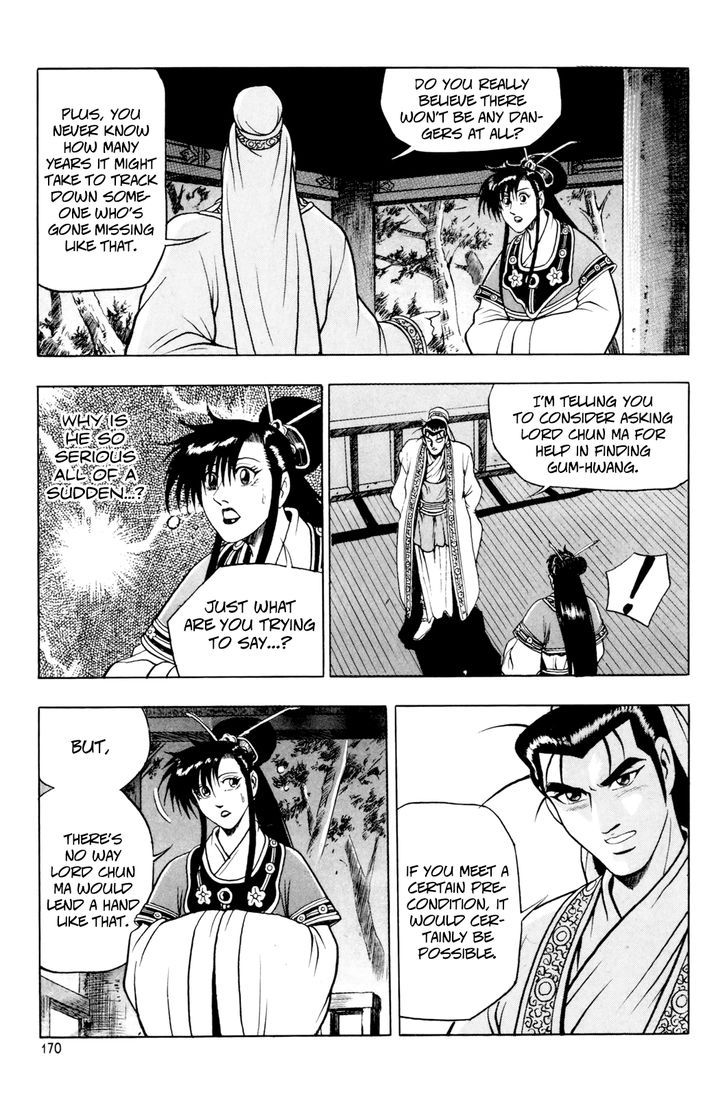 DO YOU REALLY
BELIEVE THERE
WON'T BE ANY DAN-
GERS AT ALL?
PLUS, YOU
NEVER KNOW
HOW MANY
YEARS IT MIGHT
TAKE TO TRACK
DOWN SOME-
ONE WHO'S
GONE MISSING
LIKE THAT.
I'M TELLING YOU
TO CONSIDER ASKING
LORD CHUN MA FOR
HELP IN FINDING
GUM-HWANG.
!
WHY IS
HE SO
SERIOUS
ALL OF A
SUDDEN...?
JUST WHAT
ARE YOU TRYING
TO SAY...?
IF YOU MEET A
CERTAIN PRE-
CONDITION, IT
WOULD CER-
TAINLY BE
POSSIBLE.
BUT,
THERE'S
NO WAY
LORD CHUN
MA WOULD
LEND A HAND
LIKE THAT.
170